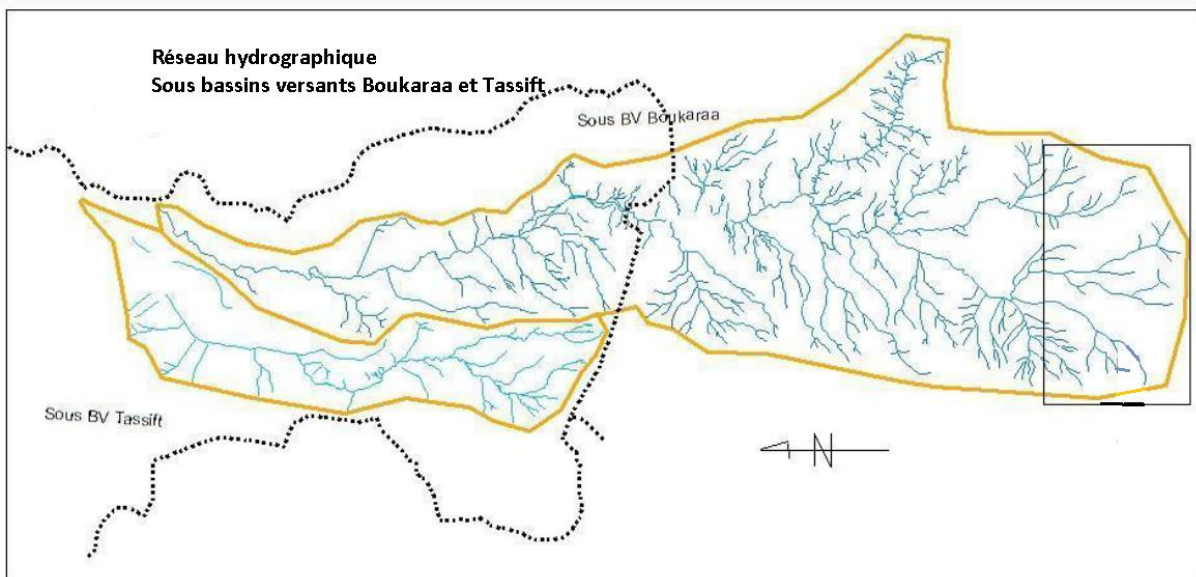 Réseau hydrographique
Sous bassins versants Boukaraa et Tassift
Sous BV Boukaraa
Sous BV Tassift
N